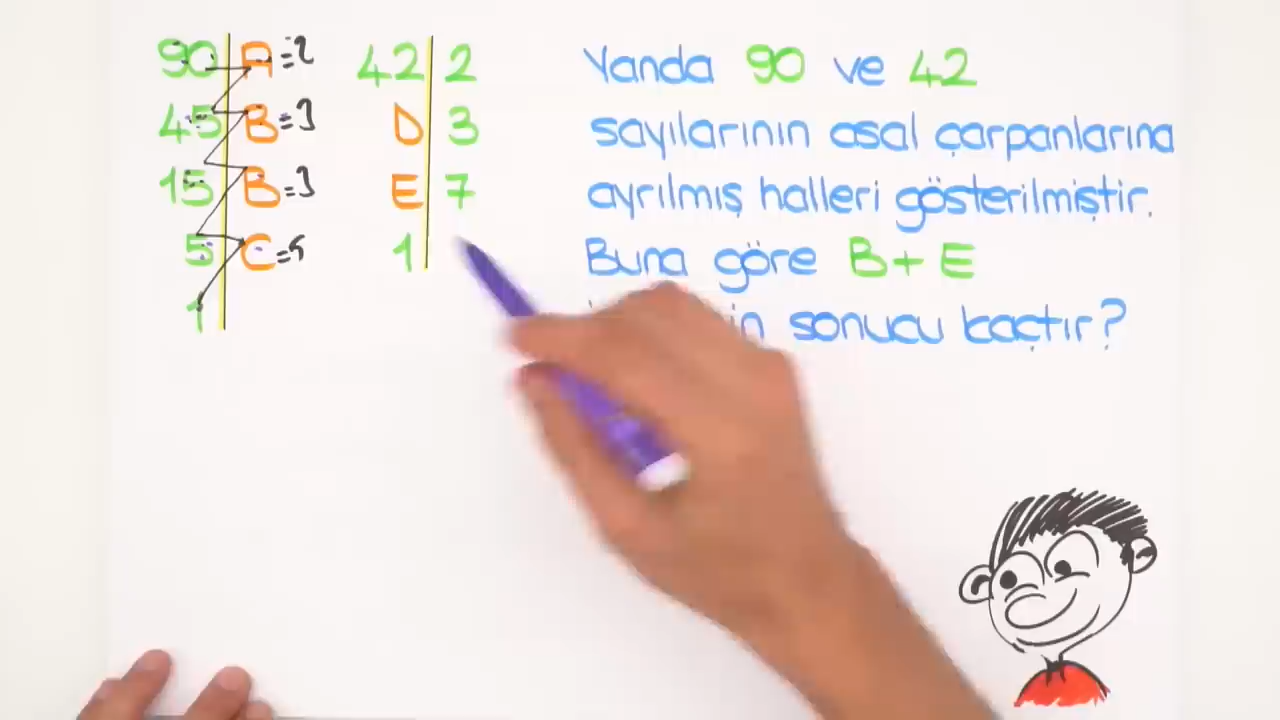 90 A =2
45 B =3
15 B =3
5 C =5
1
42 2
D 3
E 7
1
Yanda 90 ve 42
sayılarının asal çarpanlarına
ayrılmış halleri gösterilmiştir.
Buna göre B+E
sonucu kaçtır?